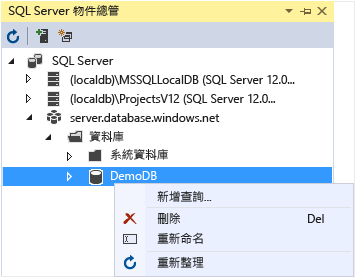 SQL Server 物件總管
SQL Server
(localdb)\MSSQLLocalDB (SQL Server 12.0...
(localdb)\ProjectsV12 (SQL Server 12.0...
server.database.windows.net
資料庫
系統資料庫
DemoDB
新增查詢...
刪除 Del
重新命名
重新整理